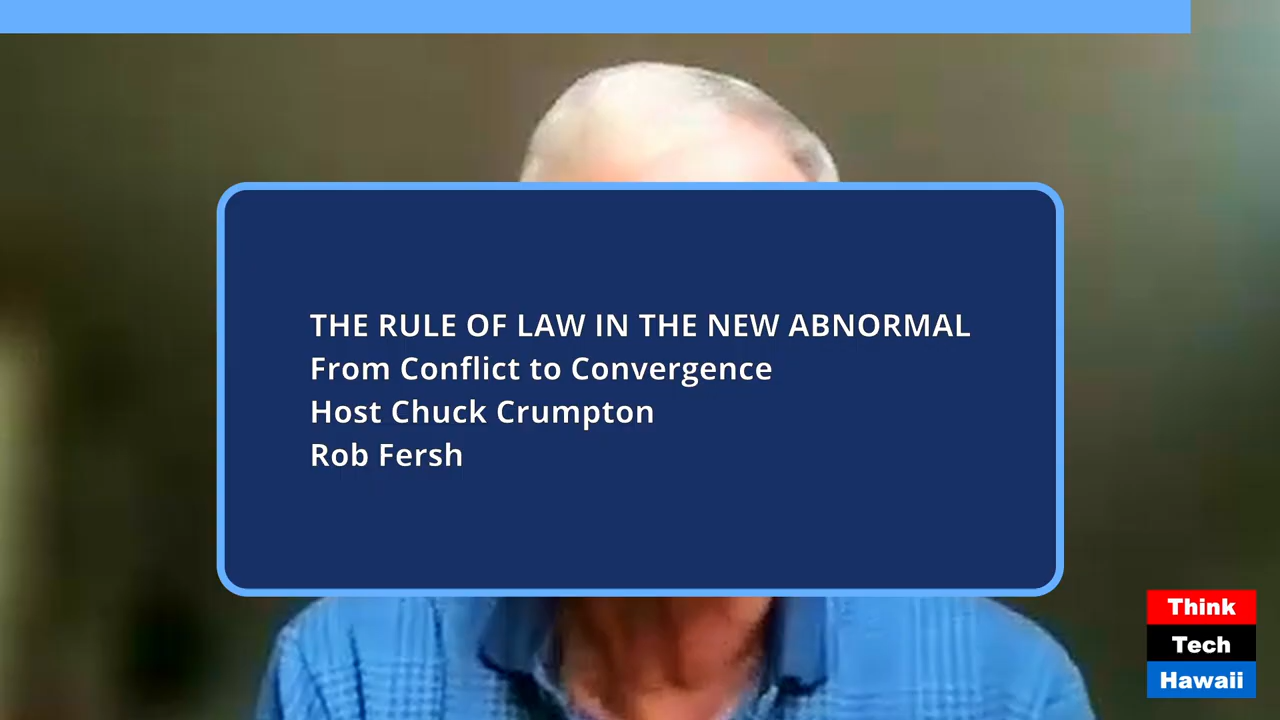 THE RULE OF LAW IN THE NEW ABNORMAL
From Conflict to Convergence
Host Chuck Crumpton
Rob Fersh
Think
Tech
Hawaii